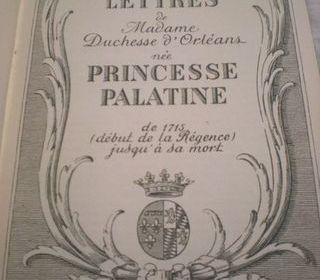 LETTRES
de
Madame
Duchesse d'Orléans
née
PRINCESSE
PALATINE
de 1715
(début de la Régence)
jusqu'à sa mort